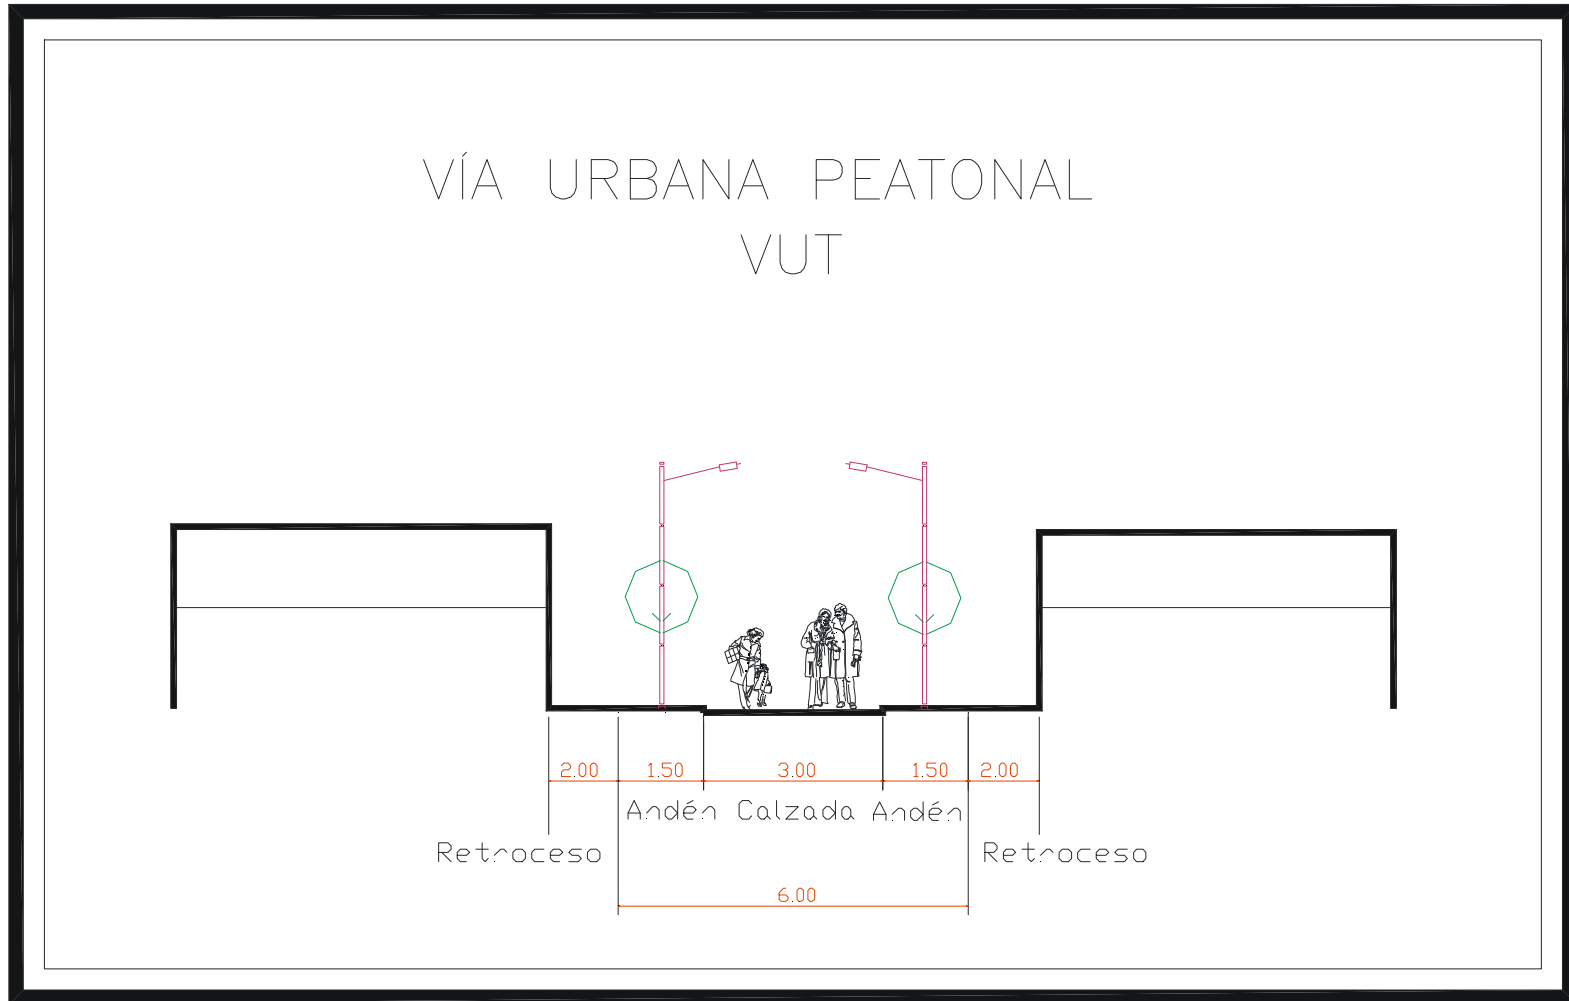 VÍA URBANA PEATONAL
VUT
2.00 1.50 3.00 1.50 2.00
Andén Calzada Andén
Retroceso Retroceso
6.00